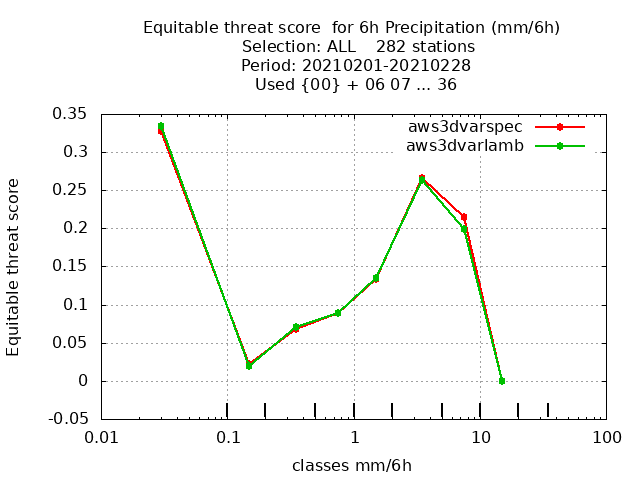 Equitable threat score  for 6h Precipitation (mm/6h)
Selection: ALL    282 stations
Period: 20210201-20210228
Used {00} + 06 07 ... 36
aws3dvarspec
aws3dvarlamb
Equitable threat score
0.35
0.3
0.25
0.2
0.15
0.1
0.05
0
-0.05
0.01 0.1 1 10 100
classes mm/6h